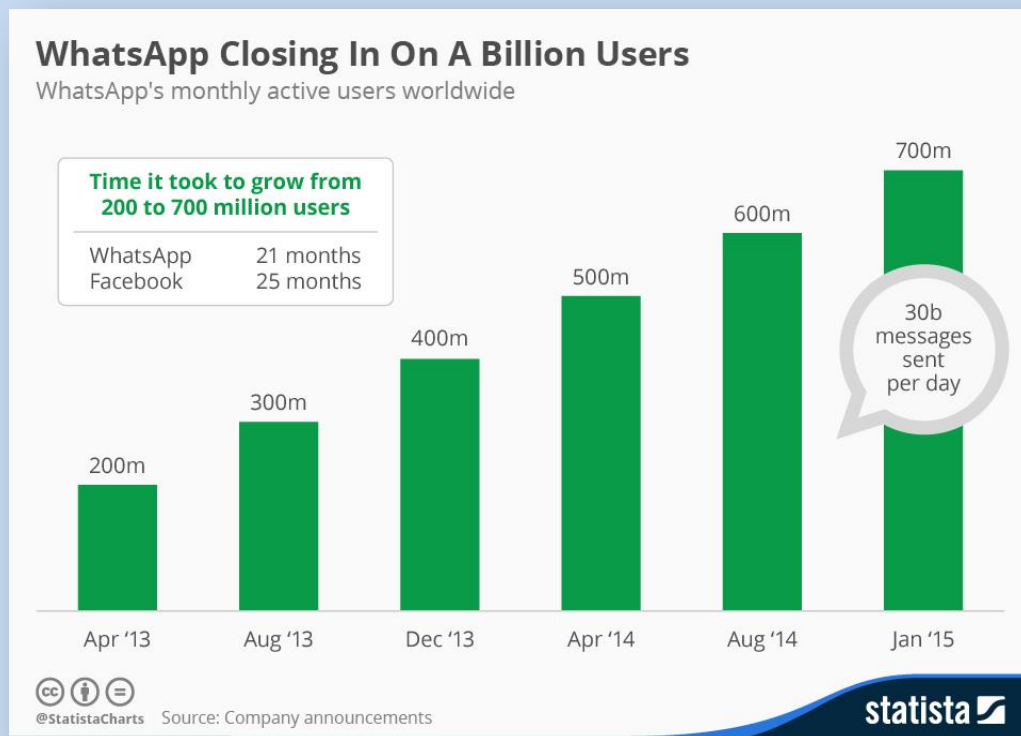 WhatsApp Closing In On A Billion Users
WhatsApp's monthly active users worldwide
Time it took to grow from
200 to 700 million users
WhatsApp 21 months
Facebook 25 months
200m
300m
400m
500m
600m
700m
30b
messages
sent
per day
Apr ‘13
Aug ‘13
Dec ‘13
Apr ‘14
Aug ‘14
Jan ‘15
cc
@StatistaCharts Source: Company announcements
statista